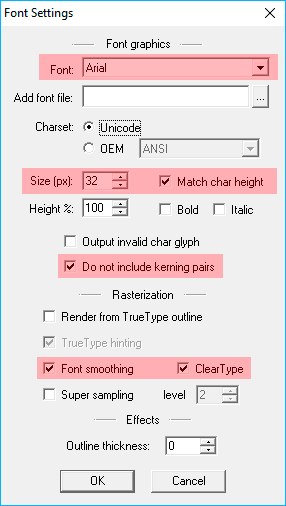 Font Settings
Font graphics
Font: Arial
Add font file: ...
Charset: Unicode
OEM ANSI
Size (px): 32 Match char height
Height %: 100 Bold Italic
Output invalid char glyph
Do not include kerning pairs
Rasterization
Render from TrueType outline
TrueType hinting
Font smoothing ClearType
Super sampling level 2
Effects
Outline thickness: 0
OK Cancel